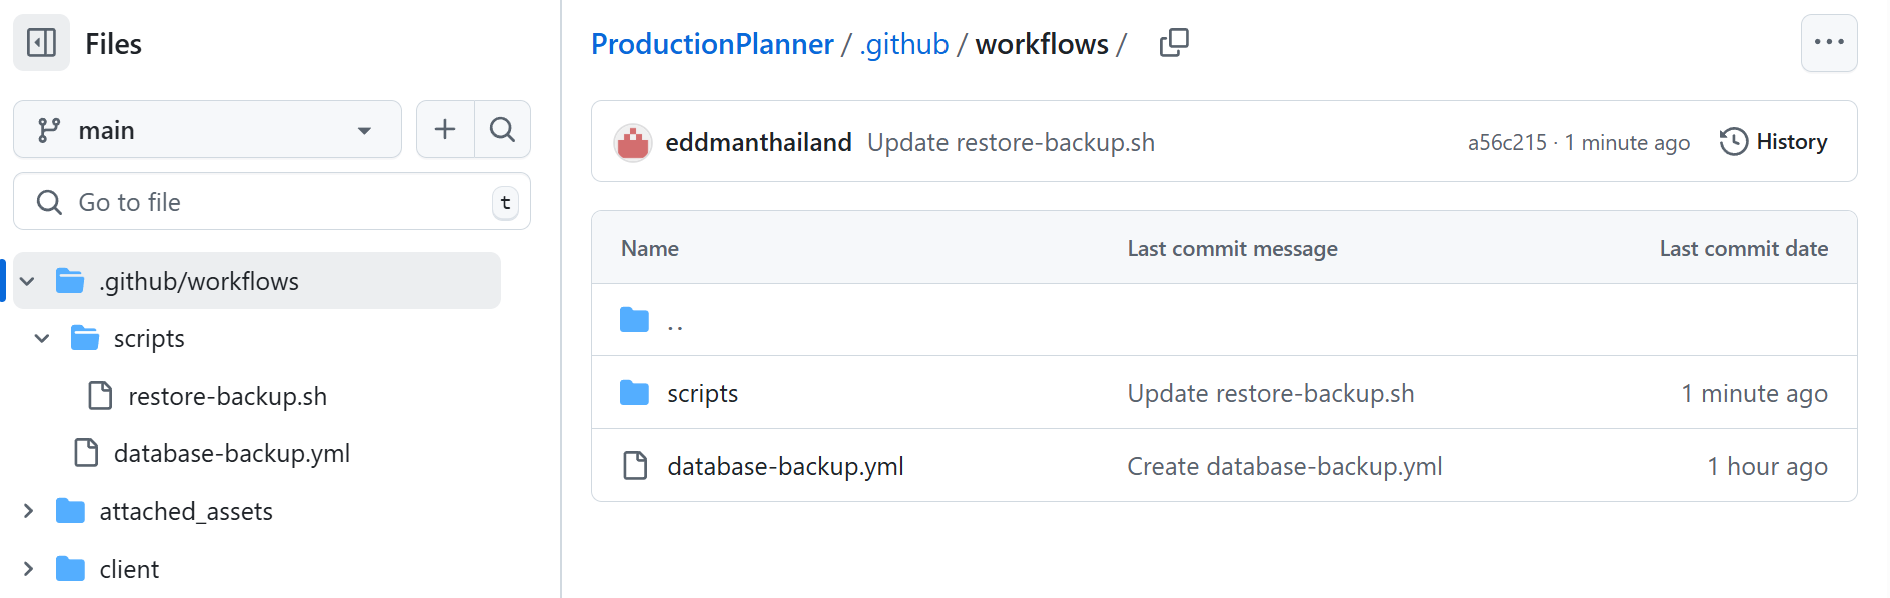 Files
main
Go to file
t
.github/workflows
scripts
restore-backup.sh
database-backup.yml
attached_assets
client
ProductionPlanner / .github / workflows /
eddmanthailand Update restore-backup.sh a56c215 · 1 minute ago History
Name Last commit message Last commit date
..
scripts Update restore-backup.sh 1 minute ago
database-backup.yml Create database-backup.yml 1 hour ago